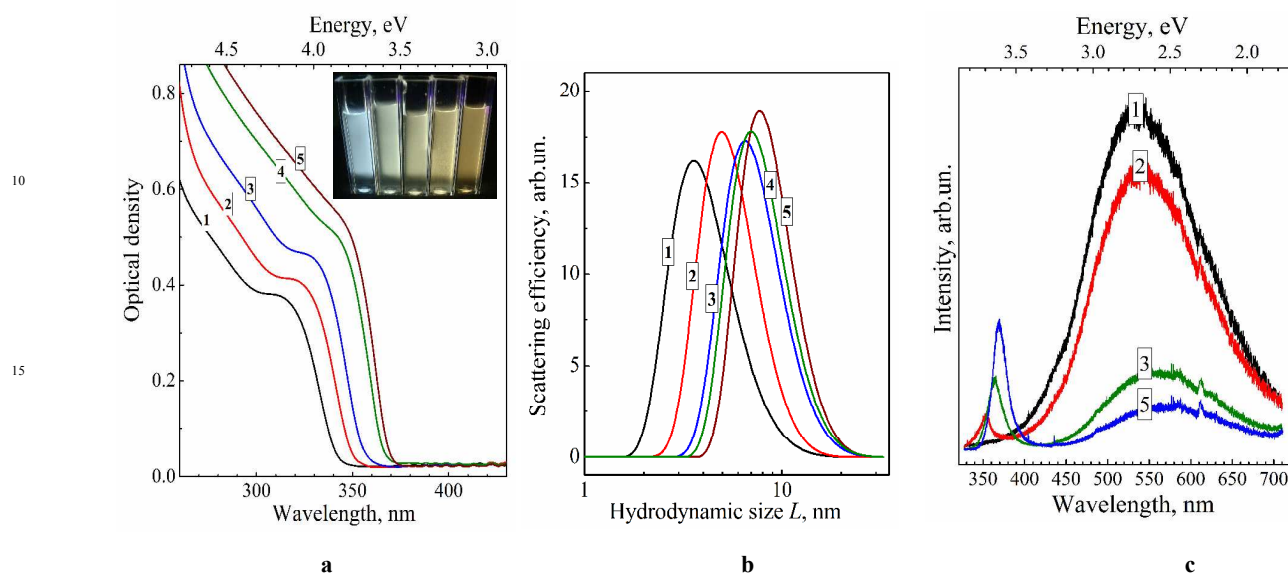 10
15
Energy, eV
4.5 4.0 3.5 3.0
0.8
0.6
0.4
0.2
0.0
Optical density
1
2
3
4
5
300 350 400
Wavelength, nm
a
20
15
10
5
0
Scattering efficiency, arb.un.
1
2
3
4
5
1 10
Hydrodynamic size L, nm
b
Energy, eV
3.5 3.0 2.5 2.0
Intensity, arb.un.
1
2
3
5
350 400 450 500 550 600 650 700
Wavelength, nm
c